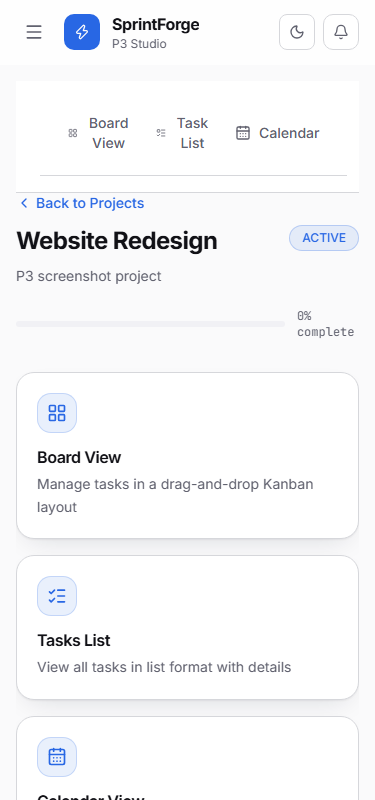 SprintForge
P3 Studio
Board
View
Task
List
Calendar
Back to Projects
Website Redesign
ACTIVE
P3 screenshot project
0%
complete
Board View
Manage tasks in a drag-and-drop Kanban
layout
Tasks List
View all tasks in list format with details
Calendar View